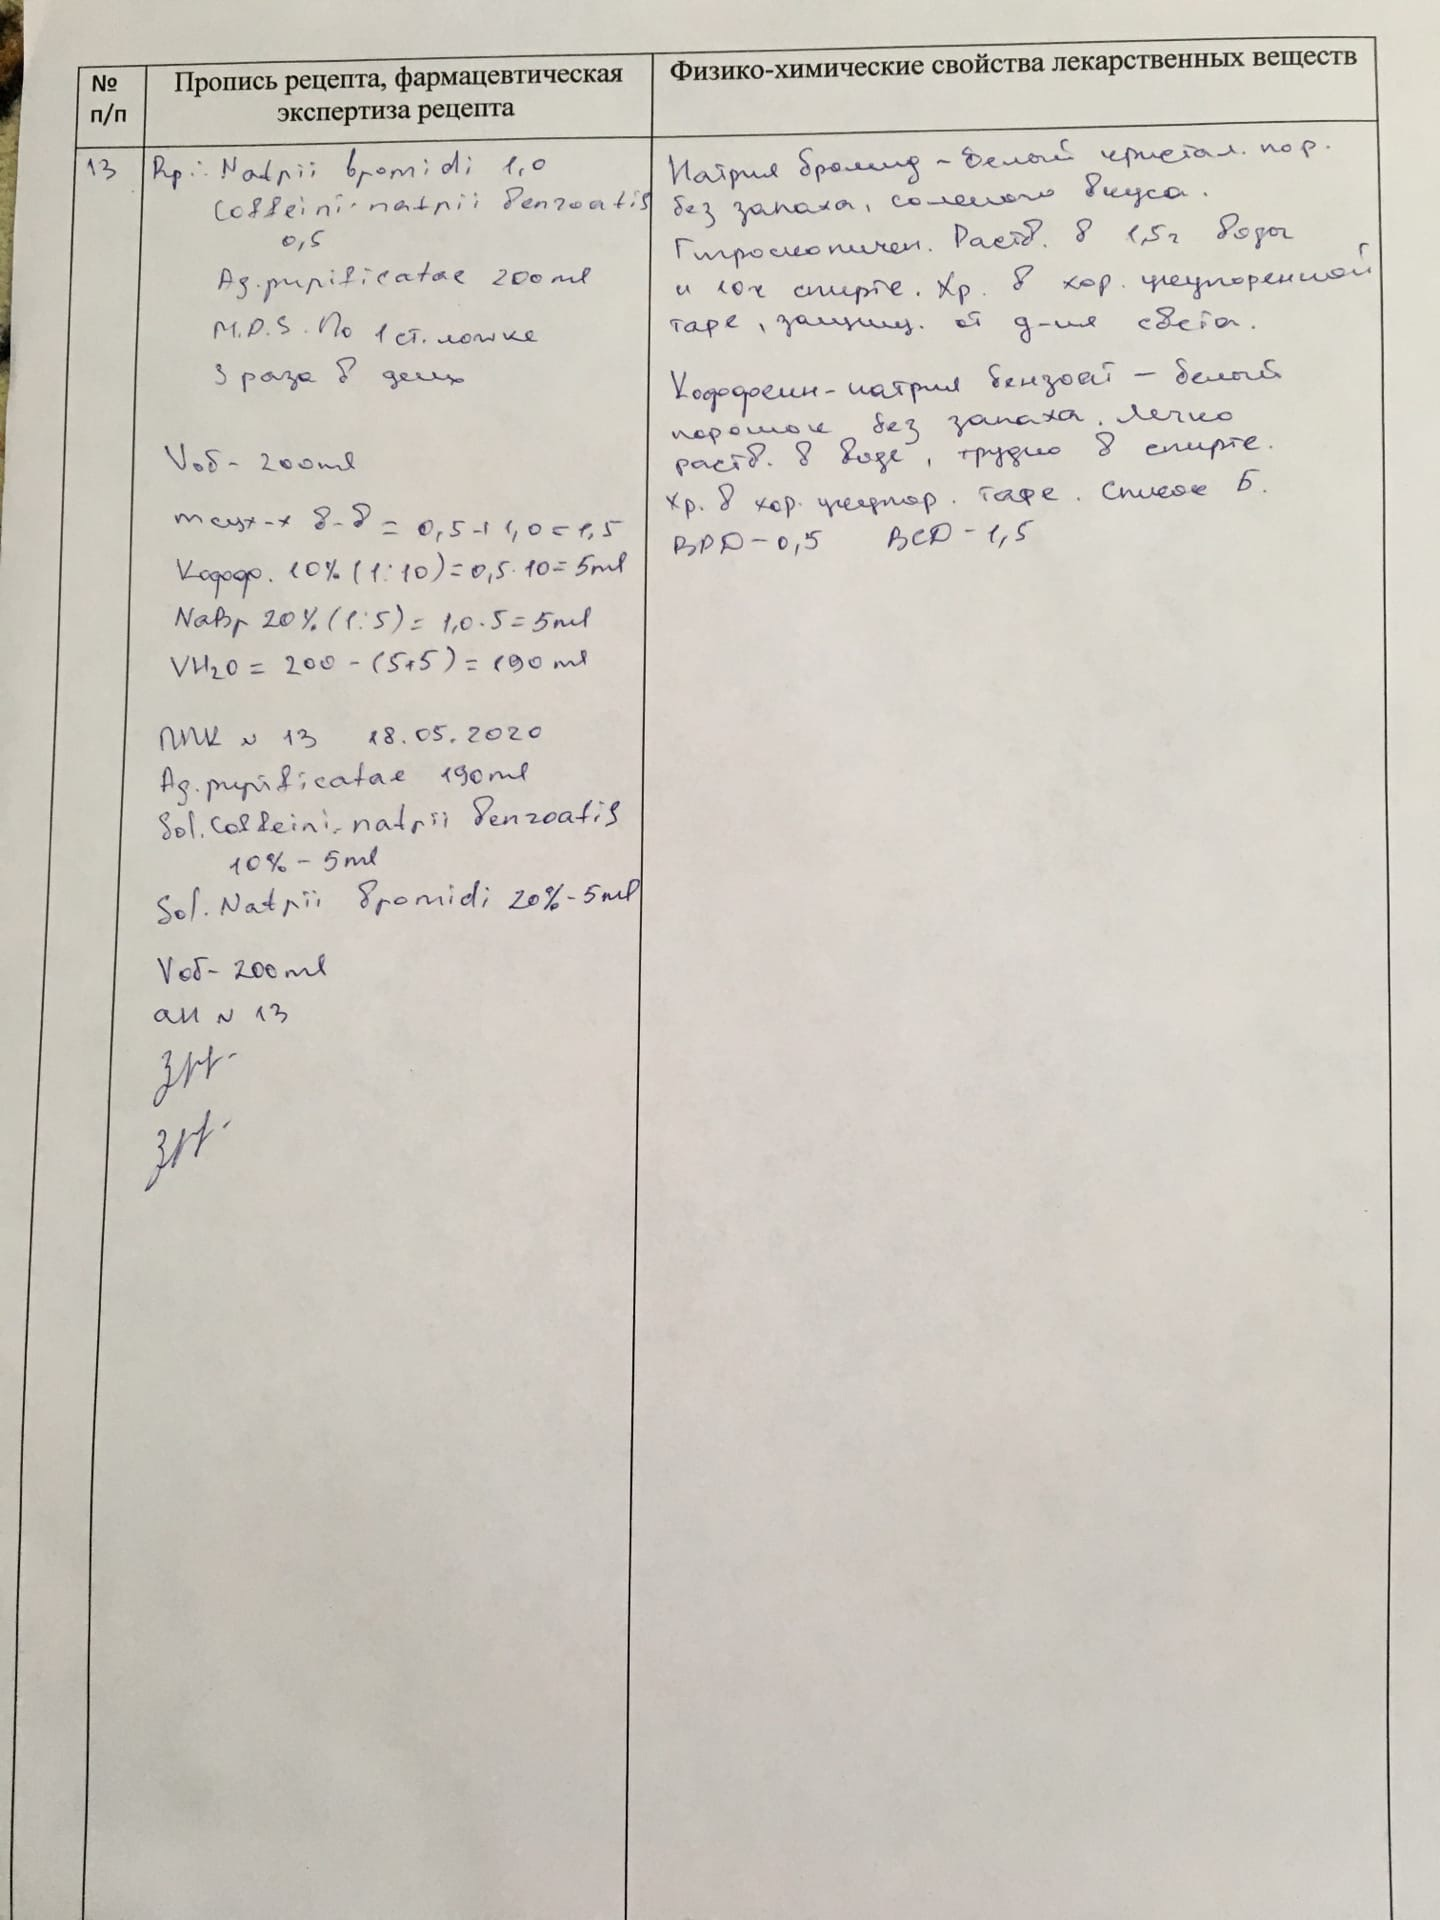 № п/п
Пропись рецепта, фармацевтическая
экспертиза рецепта
Физико-химические свойства лекарственных веществ
13
Rp: Natrii bromidi 1,0
Coffeini-natrii benzoatis
0,5
Aq. purificatae 200 ml
M.D.S. По 1 ст. ложке
3 раза в день
Vоб - 200 ml
m сух-х в-в = 0,5 + 1,0 = 1,5
Кофф. 10% (1:10) = 0,5 · 10 = 5 ml
NaBr 20% (1:5) = 1,0 · 5 = 5 ml
VH₂O = 200 - (5+5) = 190 ml
ППК № 13 18.05.2020
Aq. purificatae 190 ml
Sol. Coffeini-natrii benzoatis
10% - 5 ml
Sol. Natrii bromidi 20% - 5 ml
Vоб - 200 ml
№ 13
Натрия бромид - белый кристал. пор.
без запаха, соленого вкуса.
Гигроскопичен. Раств. в 1,5ч воды
и 10ч спирте. Хр. в хор. укупоренной
таре, защищ. от д-ия света.
Коффеин-натрия бензоат - белый
порошок без запаха. Легко
раств. в воде, трудно в спирте.
Хр. в хор. укупор. таре. Список Б.
ВРД - 0,5 ВСД - 1,5